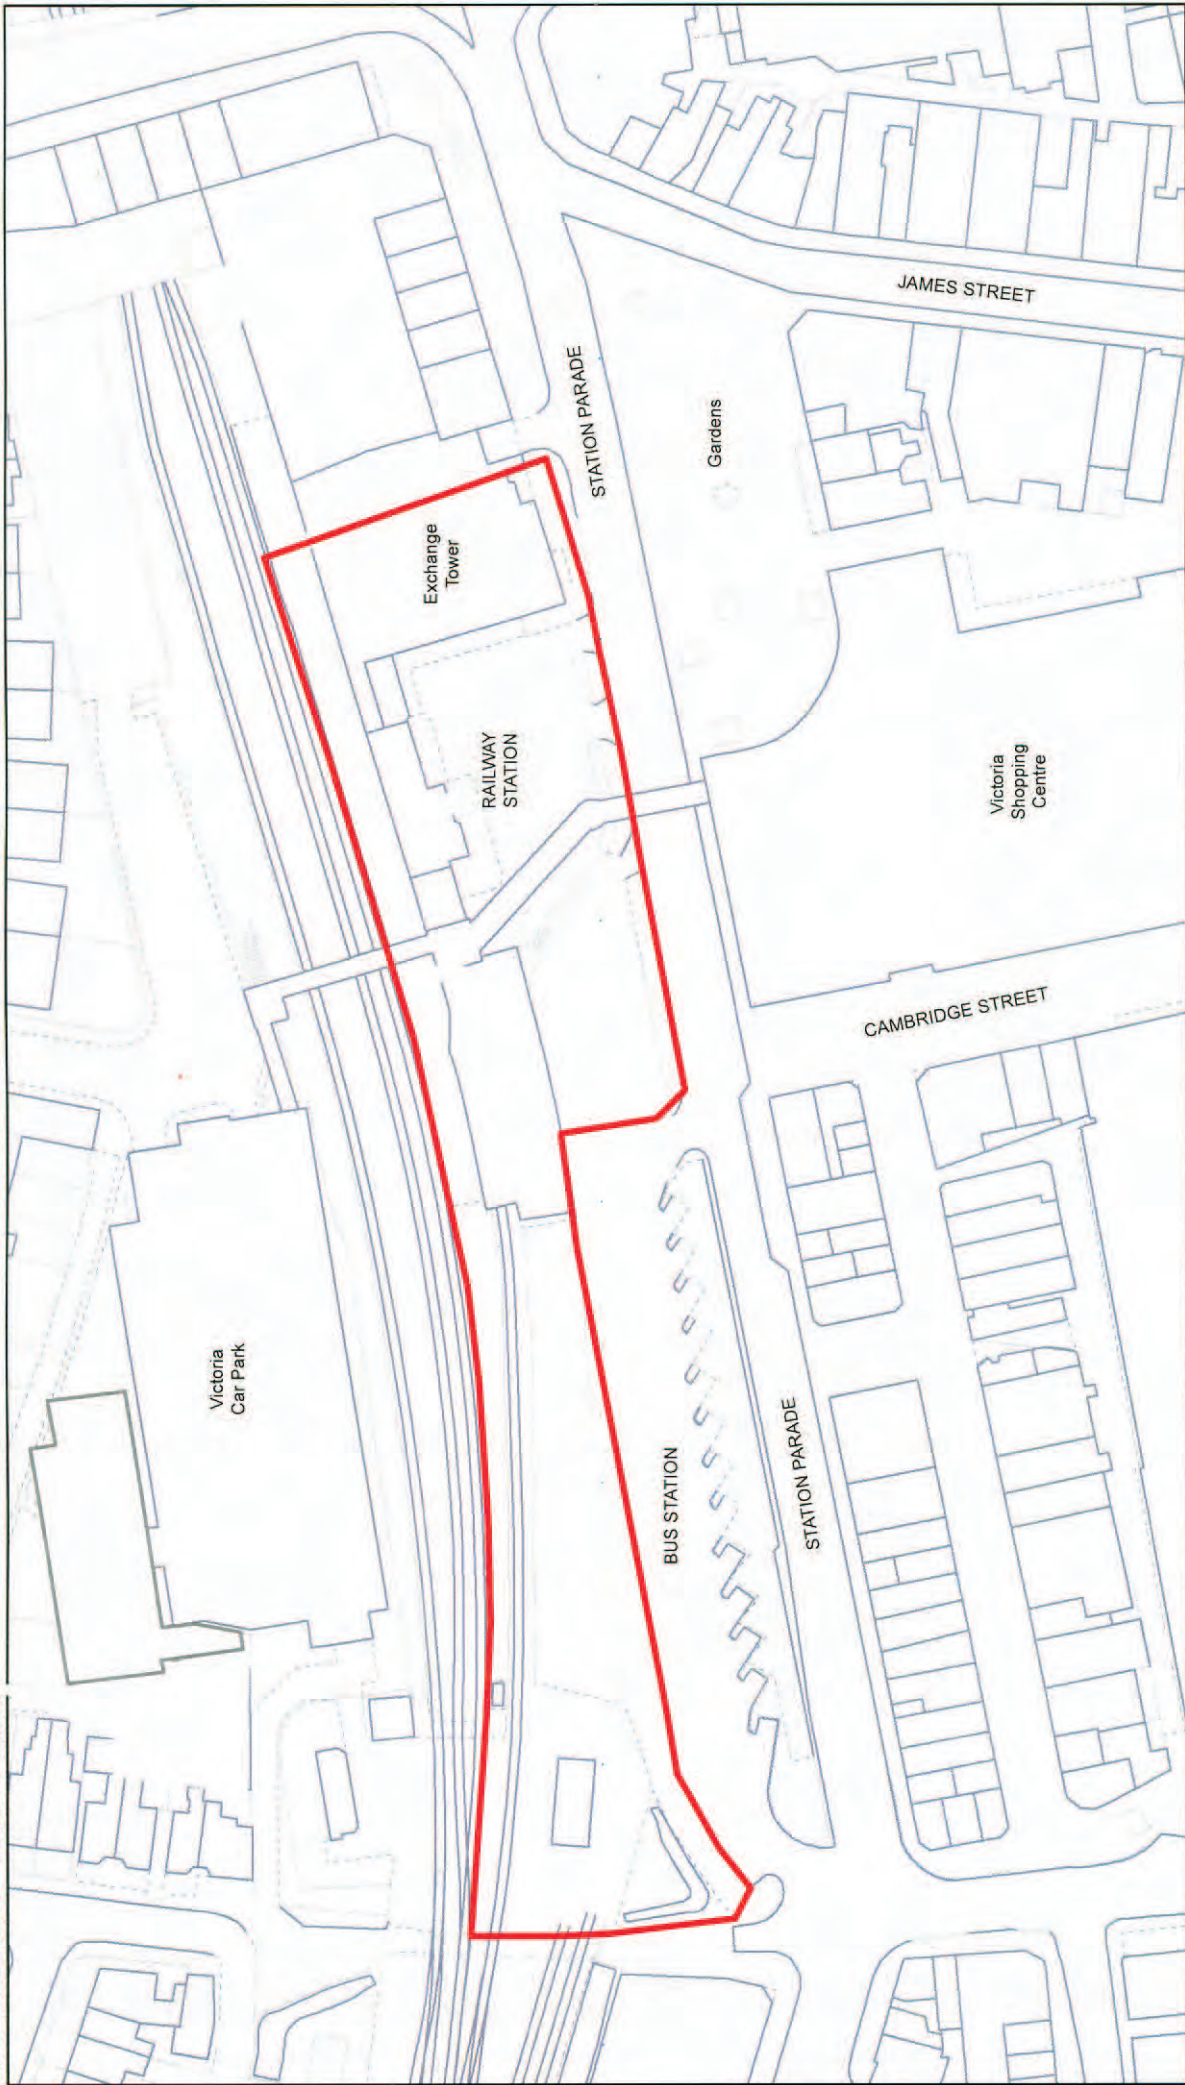 JAMES STREET
STATION PARADE
Gardens
Exchange
Tower
RAILWAY
STATION
Victoria
Shopping
Centre
CAMBRIDGE STREET
Victoria
Car Park
BUS STATION
STATION PARADE